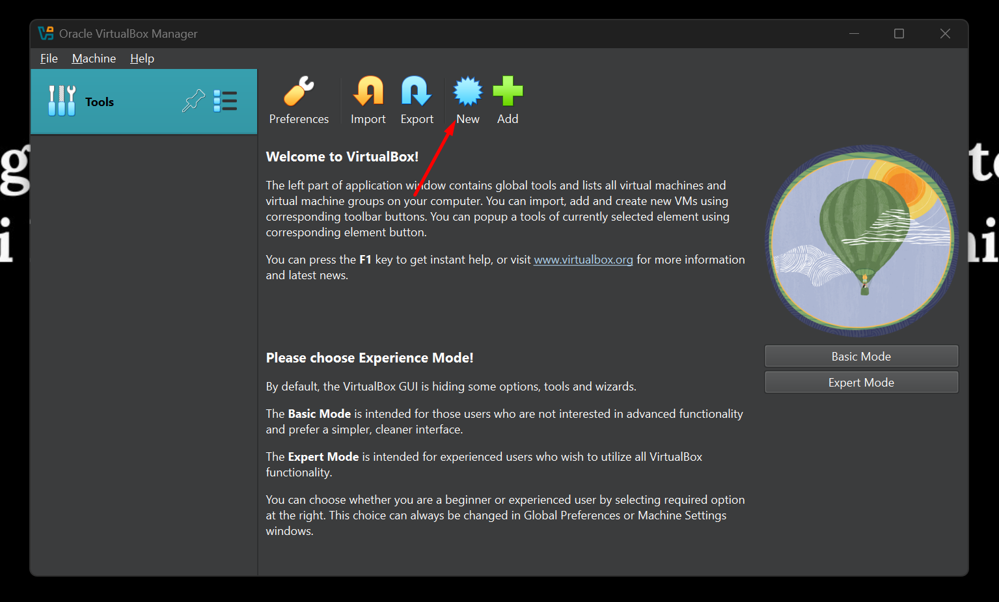 Oracle VirtualBox Manager
File Machine Help
Tools
Preferences Import Export New Add
Welcome to VirtualBox!
The left part of application window contains global tools and lists all virtual machines and
virtual machine groups on your computer. You can import, add and create new VMs using
corresponding toolbar buttons. You can popup a tools of currently selected element using
corresponding element button.
You can press the F1 key to get instant help, or visit www.virtualbox.org for more information
and latest news.
Please choose Experience Mode!
By default, the VirtualBox GUI is hiding some options, tools and wizards.
The Basic Mode is intended for those users who are not interested in advanced functionality
and prefer a simpler, cleaner interface.
The Expert Mode is intended for experienced users who wish to utilize all VirtualBox
functionality.
You can choose whether you are a beginner or experienced user by selecting required option
at the right. This choice can always be changed in Global Preferences or Machine Settings
windows.
Basic Mode
Expert Mode